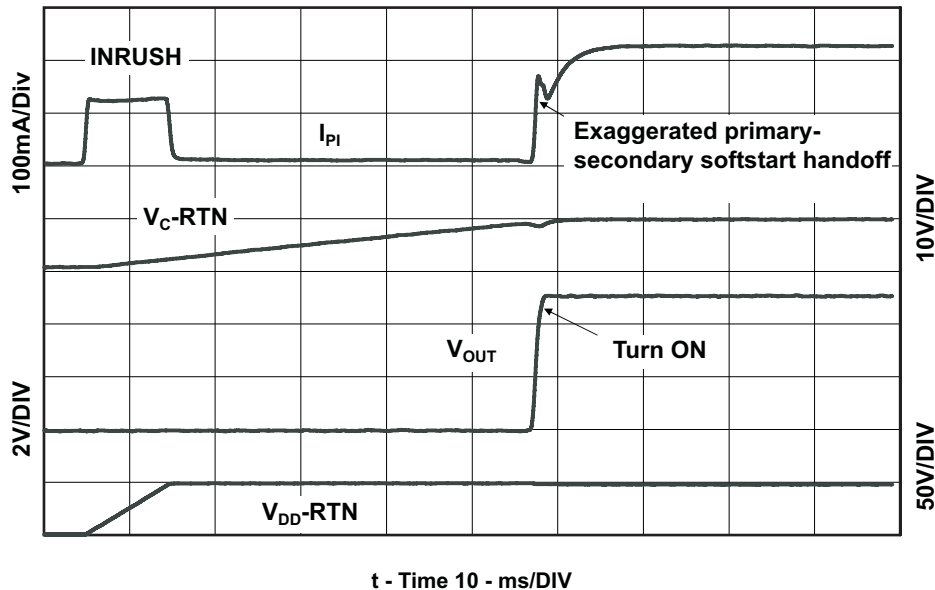 INRUSH
100mA/Div
I_PI
Exaggerated primary-
secondary softstart handoff
V_C-RTN
10V/DIV
V_OUT
Turn ON
2V/DIV
50V/DIV
V_DD-RTN
t - Time 10 - ms/DIV